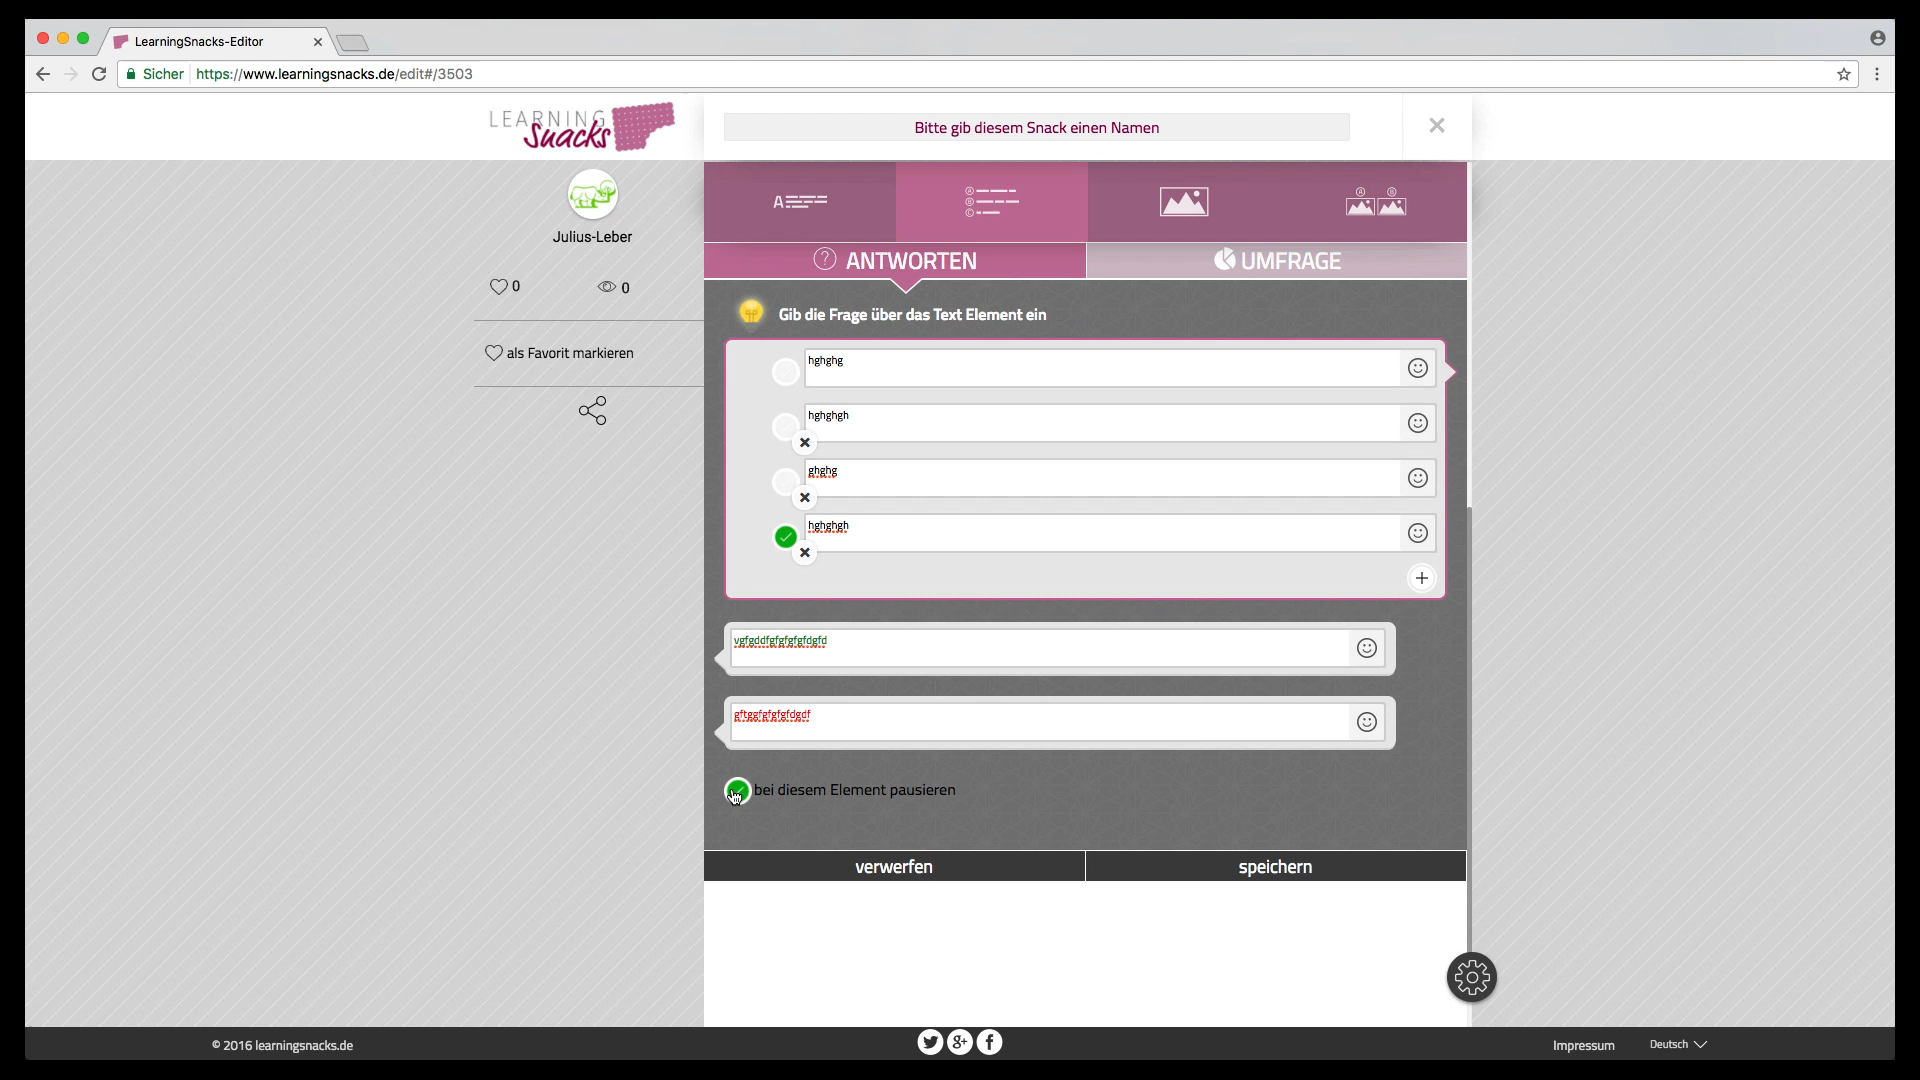 LearningSnacks-Editor
Sicher https://www.learningsnacks.de/edit#/3503
LEARNING
Snacks
Bitte gib diesem Snack einen Namen
Julius-Leber
0
0
als Favorit markieren
A
A
B
C
A B
? ANTWORTEN
UMFRAGE
Gib die Frage über das Text Element ein
hghghg
hghghgh
ghghg
hghghgh
vgfgddfgfgfgfgfdgfd
gftggfgfgfgfdgdf
bei diesem Element pausieren
verwerfen
speichern
© 2016 learningsnacks.de
g+
f
Impressum
Deutsch